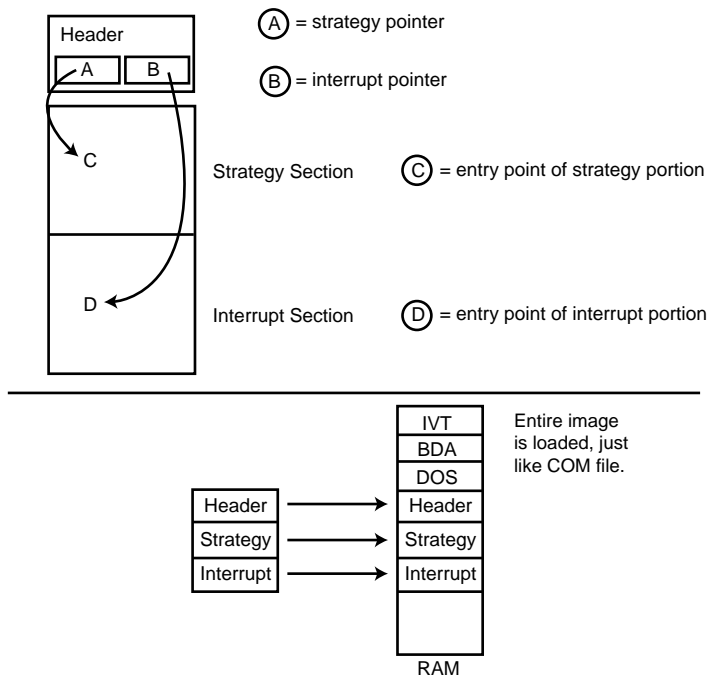 Header
A B
A = strategy pointer
B = interrupt pointer
C
Strategy Section
C = entry point of strategy portion
D
Interrupt Section
D = entry point of interrupt portion
IVT
BDA
DOS
Header
Strategy
Interrupt
Header
Strategy
Interrupt
RAM
Entire image
is loaded, just
like COM file.